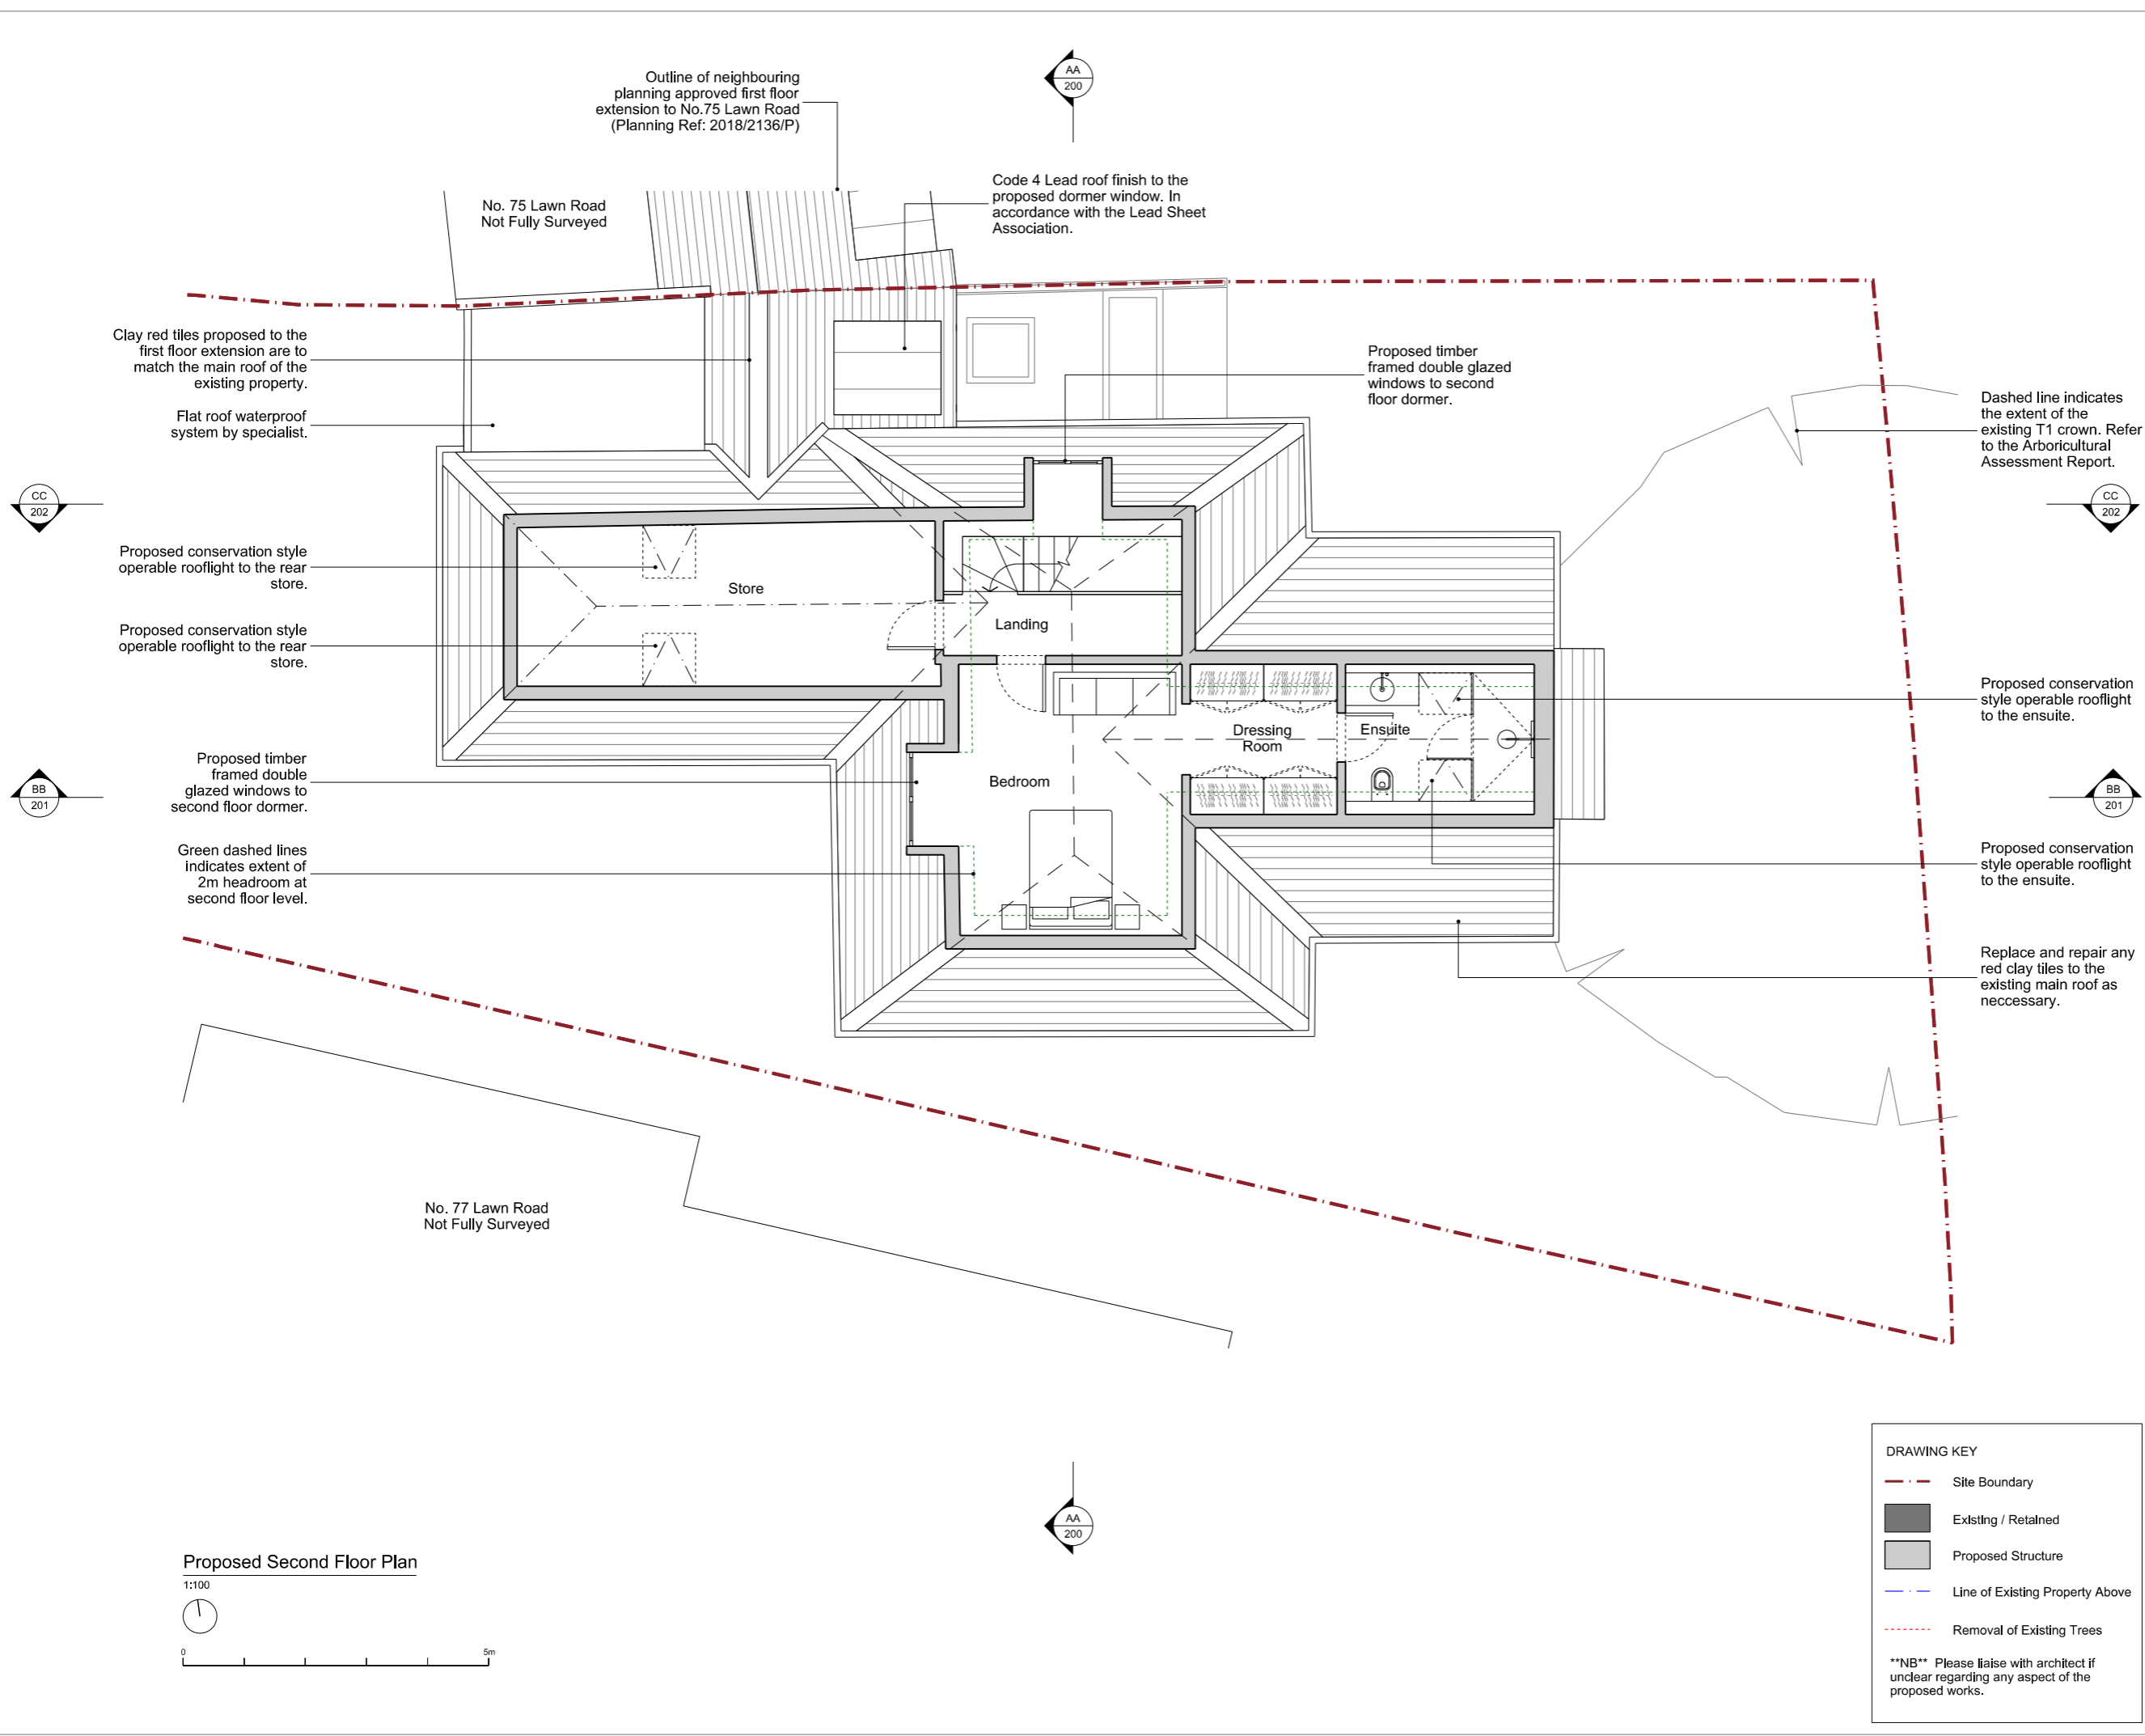 AA
200
Outline of neighbouring
planning approved first floor
extension to No.75 Lawn Road
(Planning Ref: 2018/2136/P)
Code 4 Lead roof finish to the
proposed dormer window. In
accordance with the Lead Sheet
Association.
No. 75 Lawn Road
Not Fully Surveyed
Clay red tiles proposed to the
first floor extension are to
match the main roof of the
existing property.
Flat roof waterproof
system by specialist.
Proposed timber
framed double glazed
windows to second
floor dormer.
Dashed line indicates
the extent of the
existing T1 crown. Refer
to the Arboricultural
Assessment Report.
CC
202
CC
202
Proposed conservation style
operable rooflight to the rear
store.
Proposed conservation style
operable rooflight to the rear
store.
Store
Landing
Dressing
Room
Ensuite
Bedroom
Proposed conservation
style operable rooflight
to the ensuite.
Proposed timber
framed double
glazed windows to
second floor dormer.
BB
201
BB
201
Green dashed lines
indicates extent of
2m headroom at
second floor level.
Proposed conservation
style operable rooflight
to the ensuite.
Replace and repair any
red clay tiles to the
existing main roof as
neccessary.
No. 77 Lawn Road
Not Fully Surveyed
AA
200
Proposed Second Floor Plan
1:100
0
5m
DRAWING KEY
Site Boundary
Existing / Retained
Proposed Structure
Line of Existing Property Above
Removal of Existing Trees
**NB** Please liaise with architect if
unclear regarding any aspect of the
proposed works.